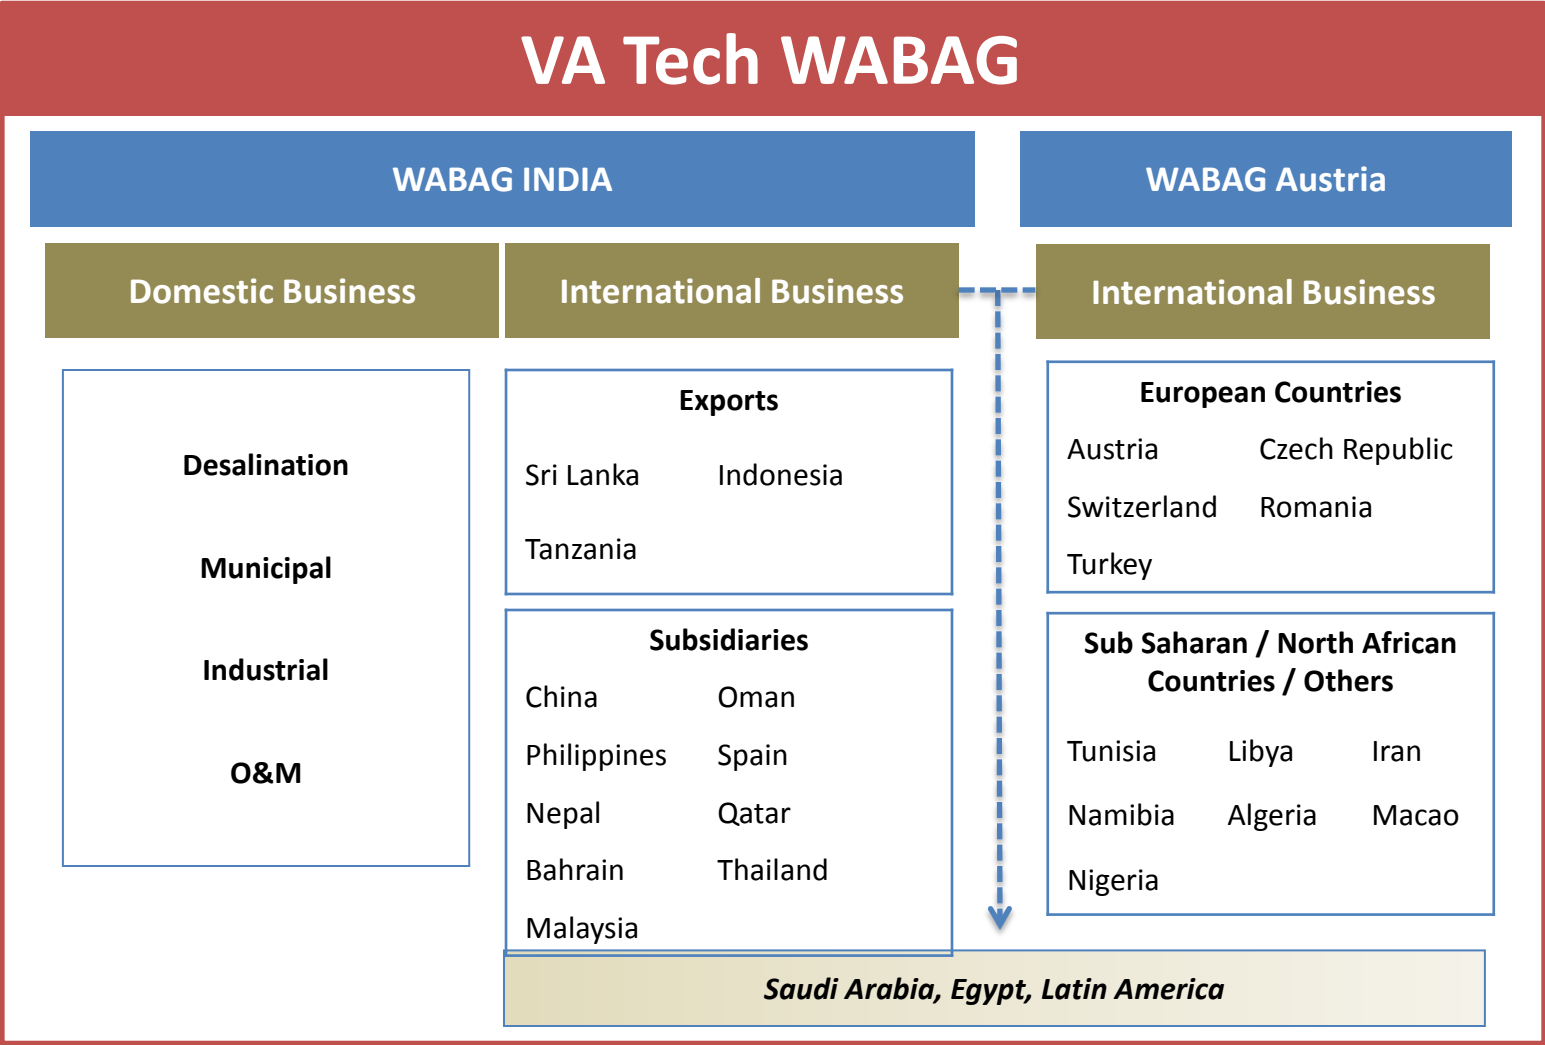 VA Tech WABAG
WABAG INDIA
WABAG Austria
Domestic Business
International Business
International Business
Desalination
Municipal
Industrial
O&M
Exports
Sri Lanka Indonesia
Tanzania
Subsidiaries
China Oman
Philippines Spain
Nepal Qatar
Bahrain Thailand
Malaysia
European Countries
Austria Czech Republic
Switzerland Romania
Turkey
Sub Saharan / North African
Countries / Others
Tunisia Libya Iran
Namibia Algeria Macao
Nigeria
Saudi Arabia, Egypt, Latin America